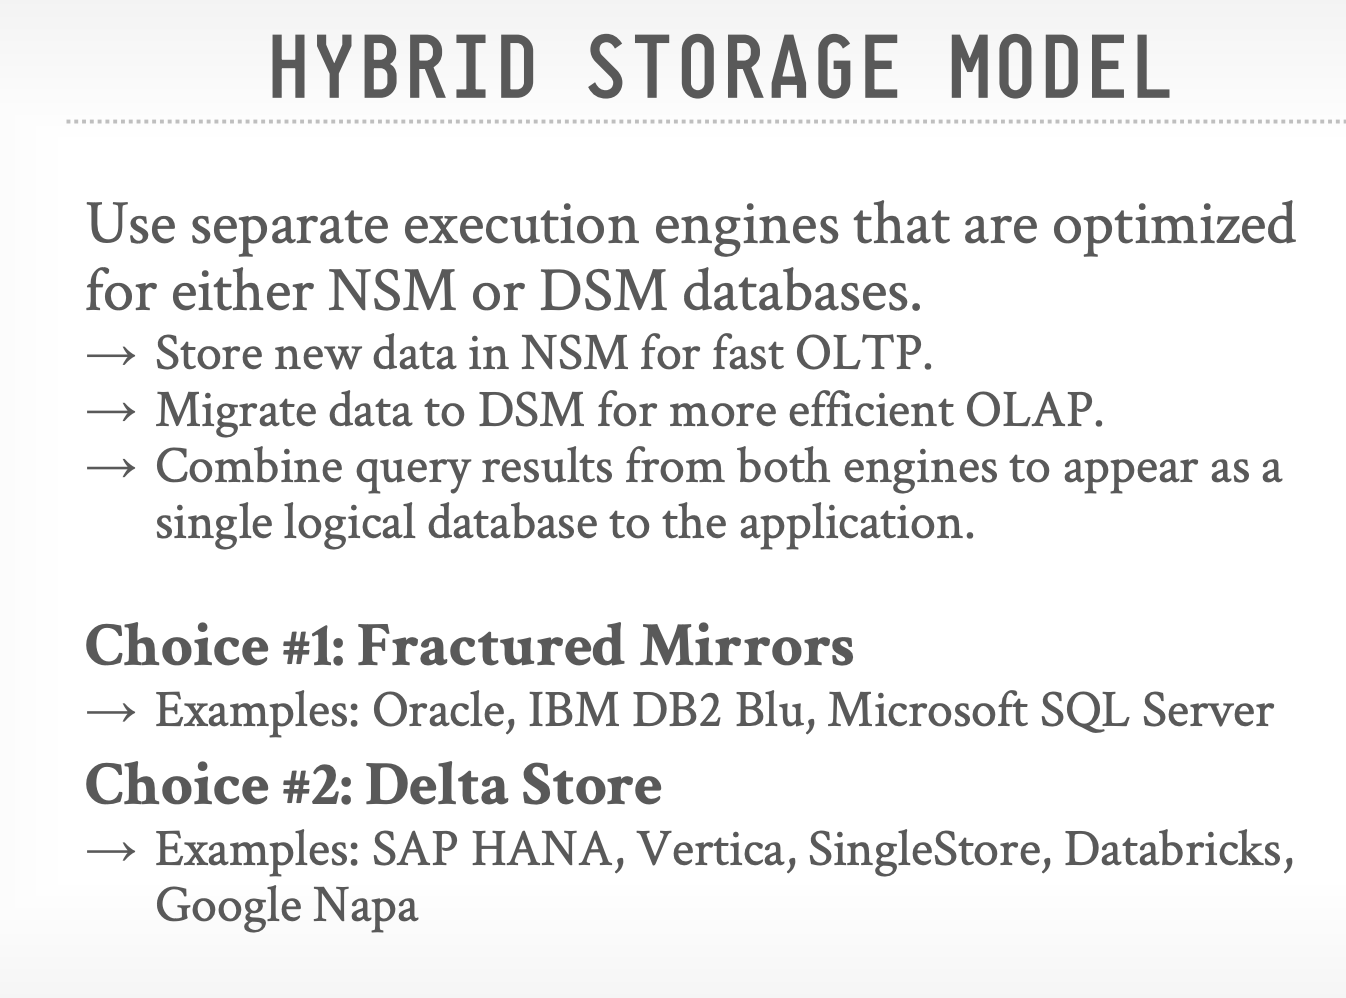 HYBRID STORAGE MODEL
Use separate execution engines that are optimized
for either NSM or DSM databases.
→ Store new data in NSM for fast OLTP.
→ Migrate data to DSM for more efficient OLAP.
→ Combine query results from both engines to appear as a
single logical database to the application.
Choice #1: Fractured Mirrors
→ Examples: Oracle, IBM DB2 Blu, Microsoft SQL Server
Choice #2: Delta Store
→ Examples: SAP HANA, Vertica, SingleStore, Databricks,
Google Napa